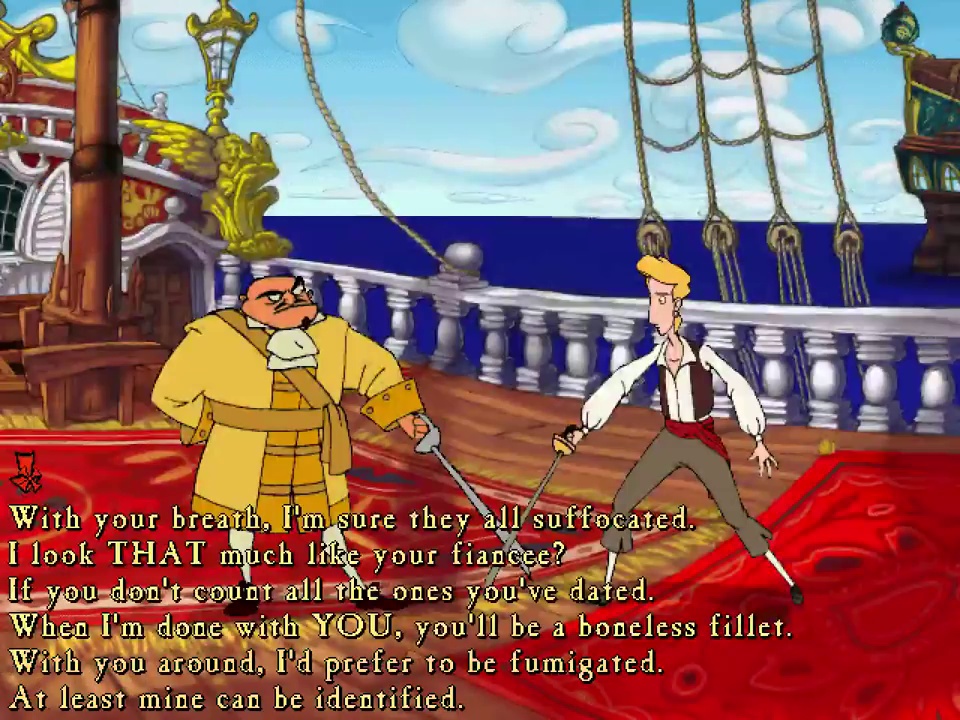 With your breath, I'm sure they all suffocated.
I look THAT much like your fiancee?
If you don't count all the ones you've dated.
When I'm done with YOU, you'll be a boneless fillet.
With you around, I'd prefer to be fumigated.
At least mine can be identified.